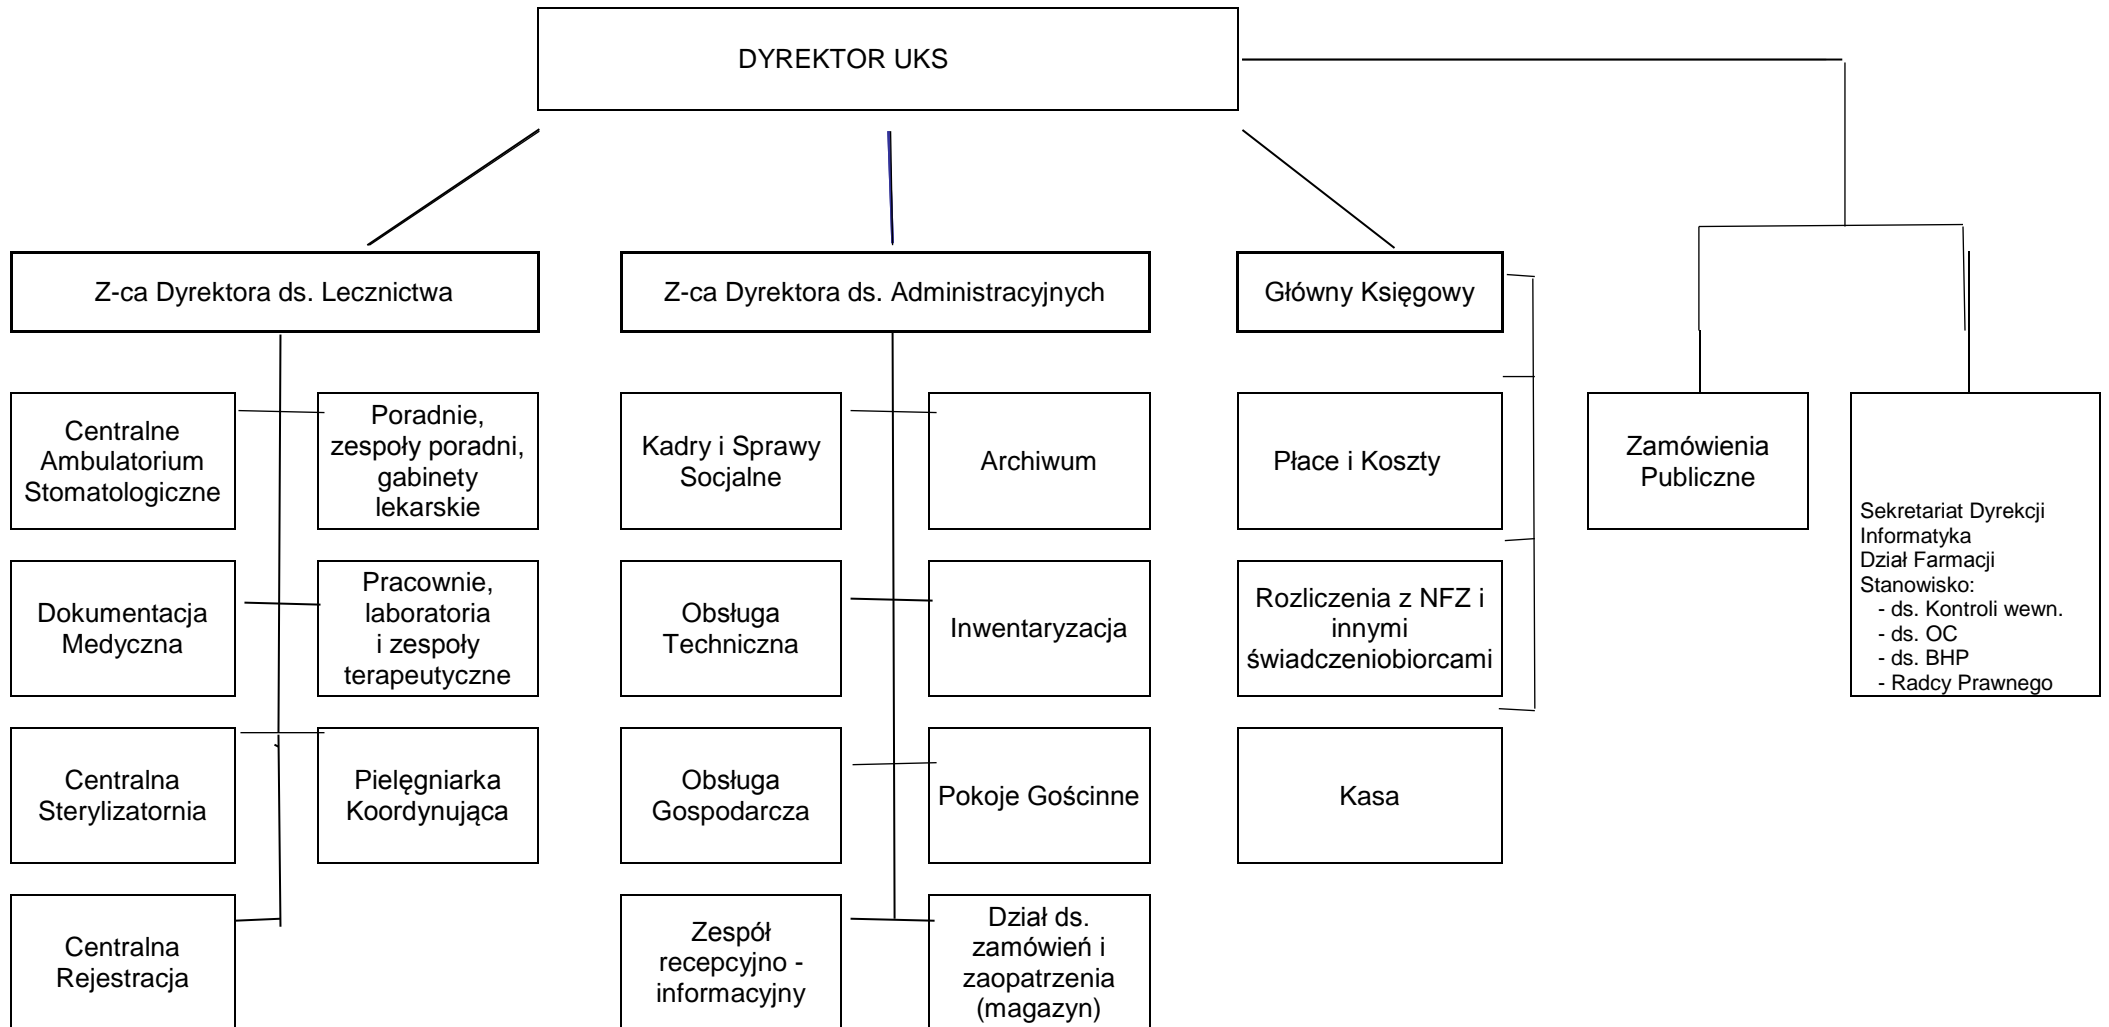 DYREKTOR UKS
Z-ca Dyrektora ds. Lecznictwa
Z-ca Dyrektora ds. Administracyjnych
Główny Księgowy
Centralne
Ambulatorium
Stomatologiczne
Poradnie,
zespoły poradni,
gabinety
lekarskie
Kadry i Sprawy
Socjalne
Archiwum
Płace i Koszty
Zamówienia
Publiczne
Sekretariat Dyrekcji
Informatyka
Dział Farmacji
Stanowisko:
- ds. Kontroli wewn.
- ds. OC
- ds. BHP
- Radcy Prawnego
Dokumentacja
Medyczna
Pracownie,
laboratoria
i zespoły
terapeutyczne
Obsługa
Techniczna
Inwentaryzacja
Rozliczenia z NFZ i
innymi
świadczeniobiorcami
Centralna
Sterylizatornia
Pielęgniarka
Koordynująca
Obsługa
Gospodarcza
Pokoje Gościnne
Kasa
Centralna
Rejestracja
Zespół
recepcyjno -
informacyjny
Dział ds.
zamówień i
zaopatrzenia
(magazyn)